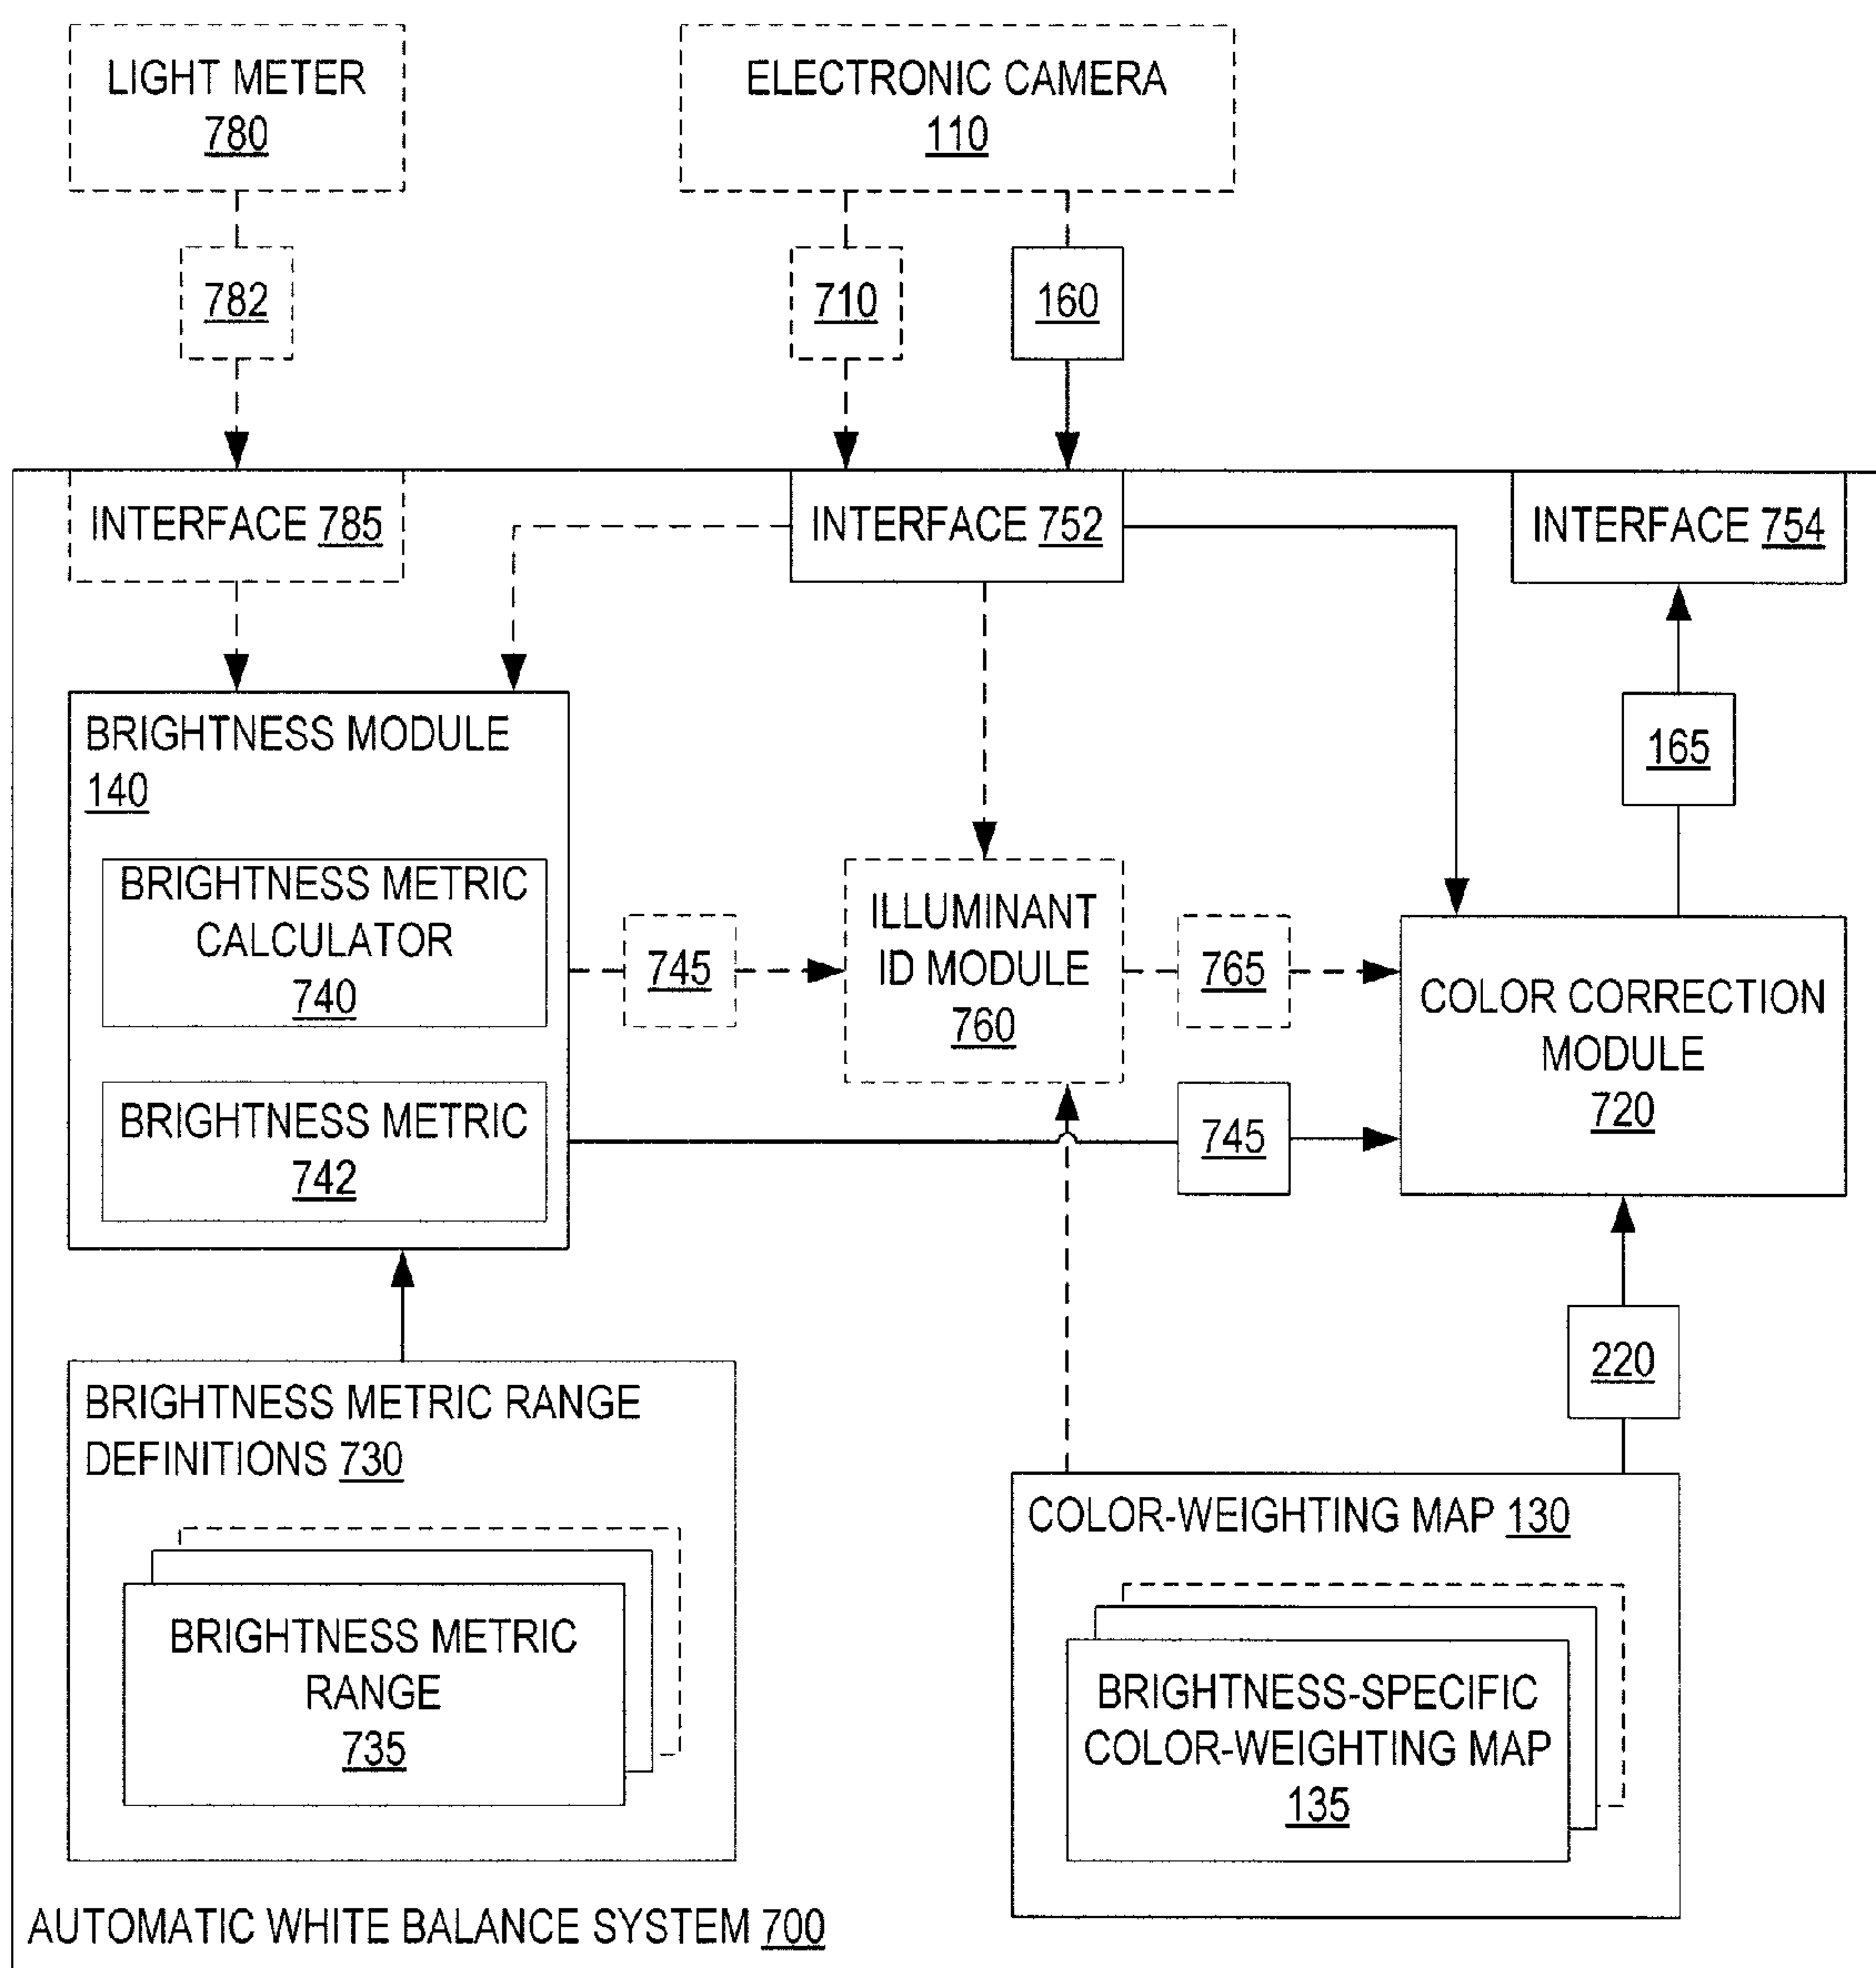 LIGHT METER
780
ELECTRONIC CAMERA
110
782
710
160
INTERFACE 785
INTERFACE 752
INTERFACE 754
BRIGHTNESS MODULE
140
165
BRIGHTNESS METRIC
CALCULATOR
740
745
ILLUMINANT
ID MODULE
760
765
COLOR CORRECTION
MODULE
720
BRIGHTNESS METRIC
742
745
220
BRIGHTNESS METRIC RANGE
DEFINITIONS 730
BRIGHTNESS METRIC
RANGE
735
COLOR-WEIGHTING MAP 130
BRIGHTNESS-SPECIFIC
COLOR-WEIGHTING MAP
135
AUTOMATIC WHITE BALANCE SYSTEM 700